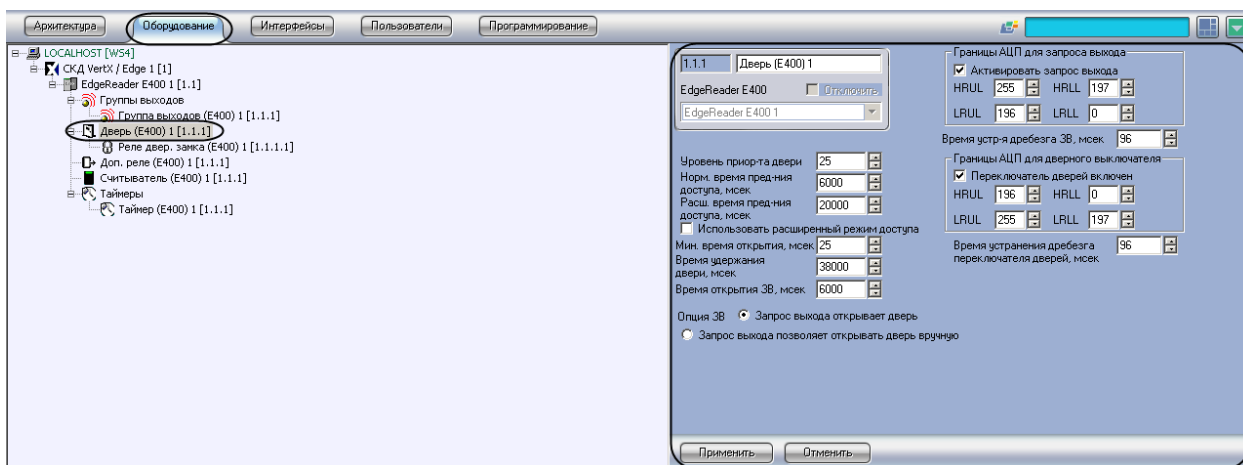 Архитектура Оборудование Интерфейсы Пользователи Программирование
LOCALHOST [WS4]
СКД VertX / Edge 1 [1]
EdgeReader E400 1 [1.1]
Группы выходов
Группа выходов (E400) 1 [1.1.1]
Дверь (E400) 1 [1.1.1]
Реле двер. замка (E400) 1 [1.1.1.1]
Доп. реле (E400) 1 [1.1.1]
Считыватель (E400) 1 [1.1.1]
Таймеры
Таймер (E400) 1 [1.1.1]
1.1.1 Дверь (E400) 1
EdgeReader E400 Отключить
EdgeReader E400 1
Уровень приор-та двери 25
Норм. время пред-ния
доступа, мсек 6000
Расш. время пред-ния
доступа, мсек 20000
Использовать расширенный режим доступа
Мин. время открытия, мсек 25
Время удержания
двери, мсек 38000
Время открытия ЗВ, мсек 6000
Опция ЗВ Запрос выхода открывает дверь
Запрос выхода позволяет открывать дверь вручную
Границы АЦП для запроса выхода
Активировать запрос выхода
HRUL 255 HRLL 197
LRUL 196 LRLL 0
Время устр-я дребезга ЗВ, мсек 96
Границы АЦП для дверного выключателя
Переключатель дверей включен
HRUL 196 HRLL 0
LRUL 255 LRLL 197
Время устранения дребезга 96
переключателя дверей, мсек
Применить Отменить